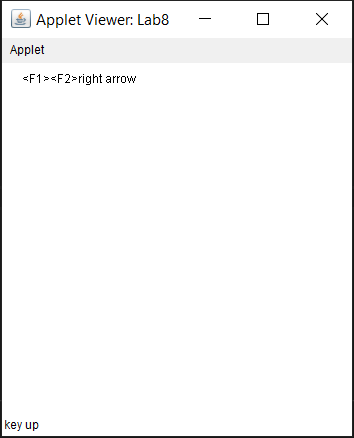 Applet Viewer: Lab8
Applet
<F1><F2>right arrow
key up